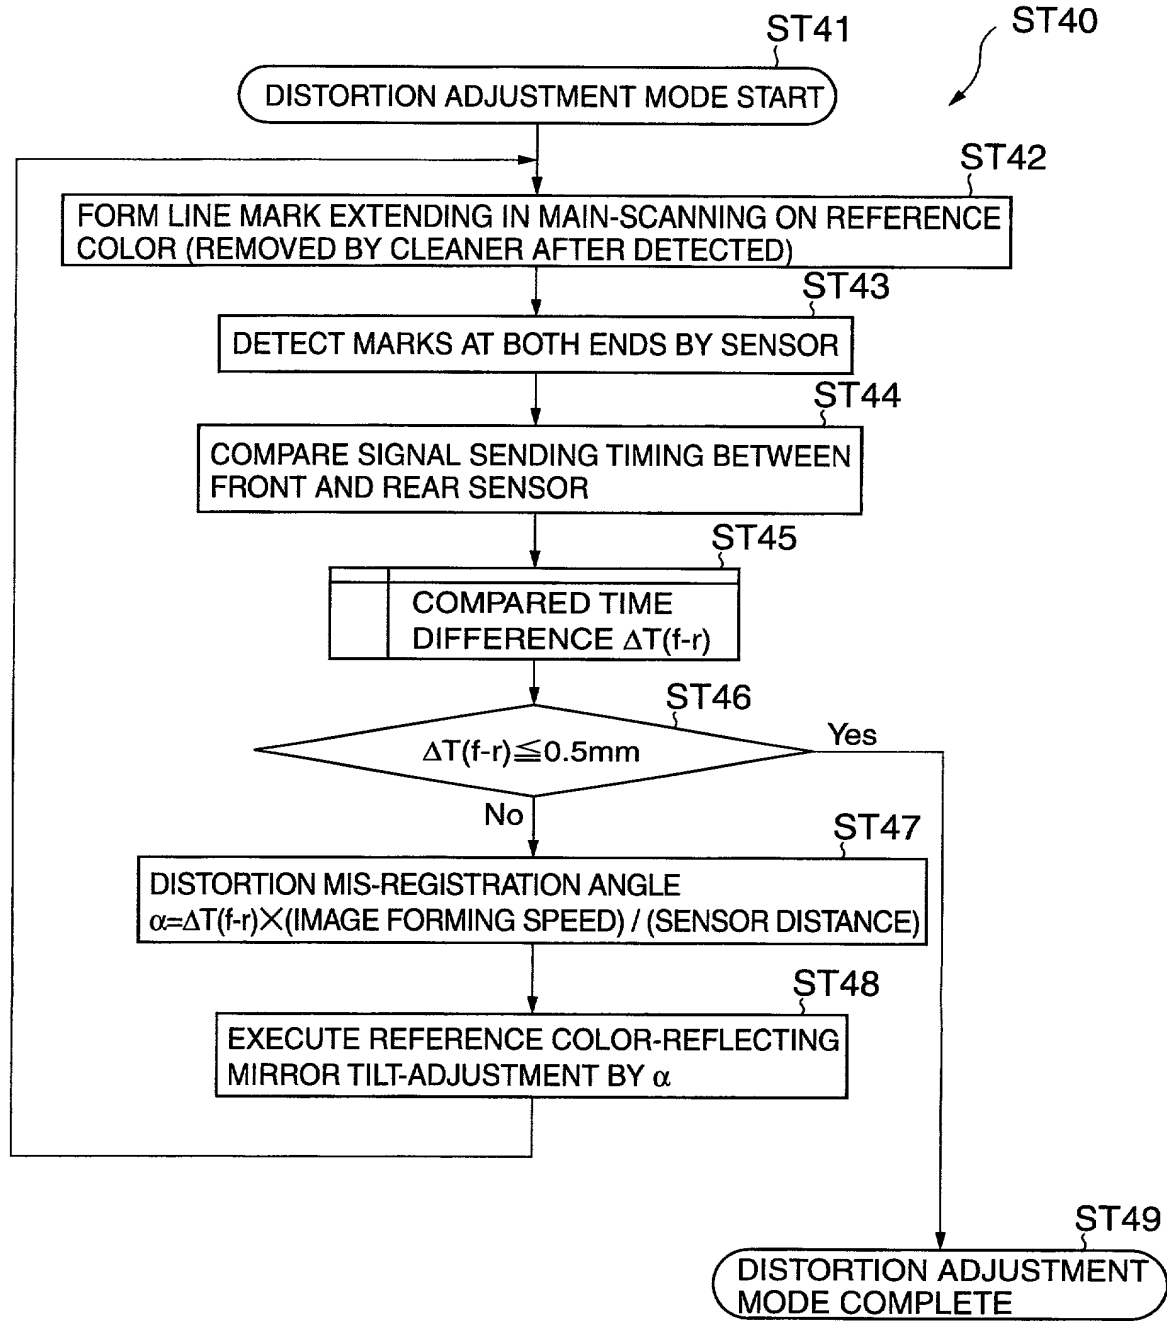 ST40
ST41
DISTORTION ADJUSTMENT MODE START
ST42
FORM LINE MARK EXTENDING IN MAIN-SCANNING ON REFERENCE
COLOR (REMOVED BY CLEANER AFTER DETECTED)
ST43
DETECT MARKS AT BOTH ENDS BY SENSOR
ST44
COMPARE SIGNAL SENDING TIMING BETWEEN
FRONT AND REAR SENSOR
ST45
COMPARED TIME
DIFFERENCE ΔT(f-r)
ST46
ΔT(f-r)≦0.5mm
Yes
No
ST47
DISTORTION MIS-REGISTRATION ANGLE
α=ΔT(f-r)×(IMAGE FORMING SPEED) / (SENSOR DISTANCE)
ST48
EXECUTE REFERENCE COLOR-REFLECTING
MIRROR TILT-ADJUSTMENT BY α
ST49
DISTORTION ADJUSTMENT
MODE COMPLETE